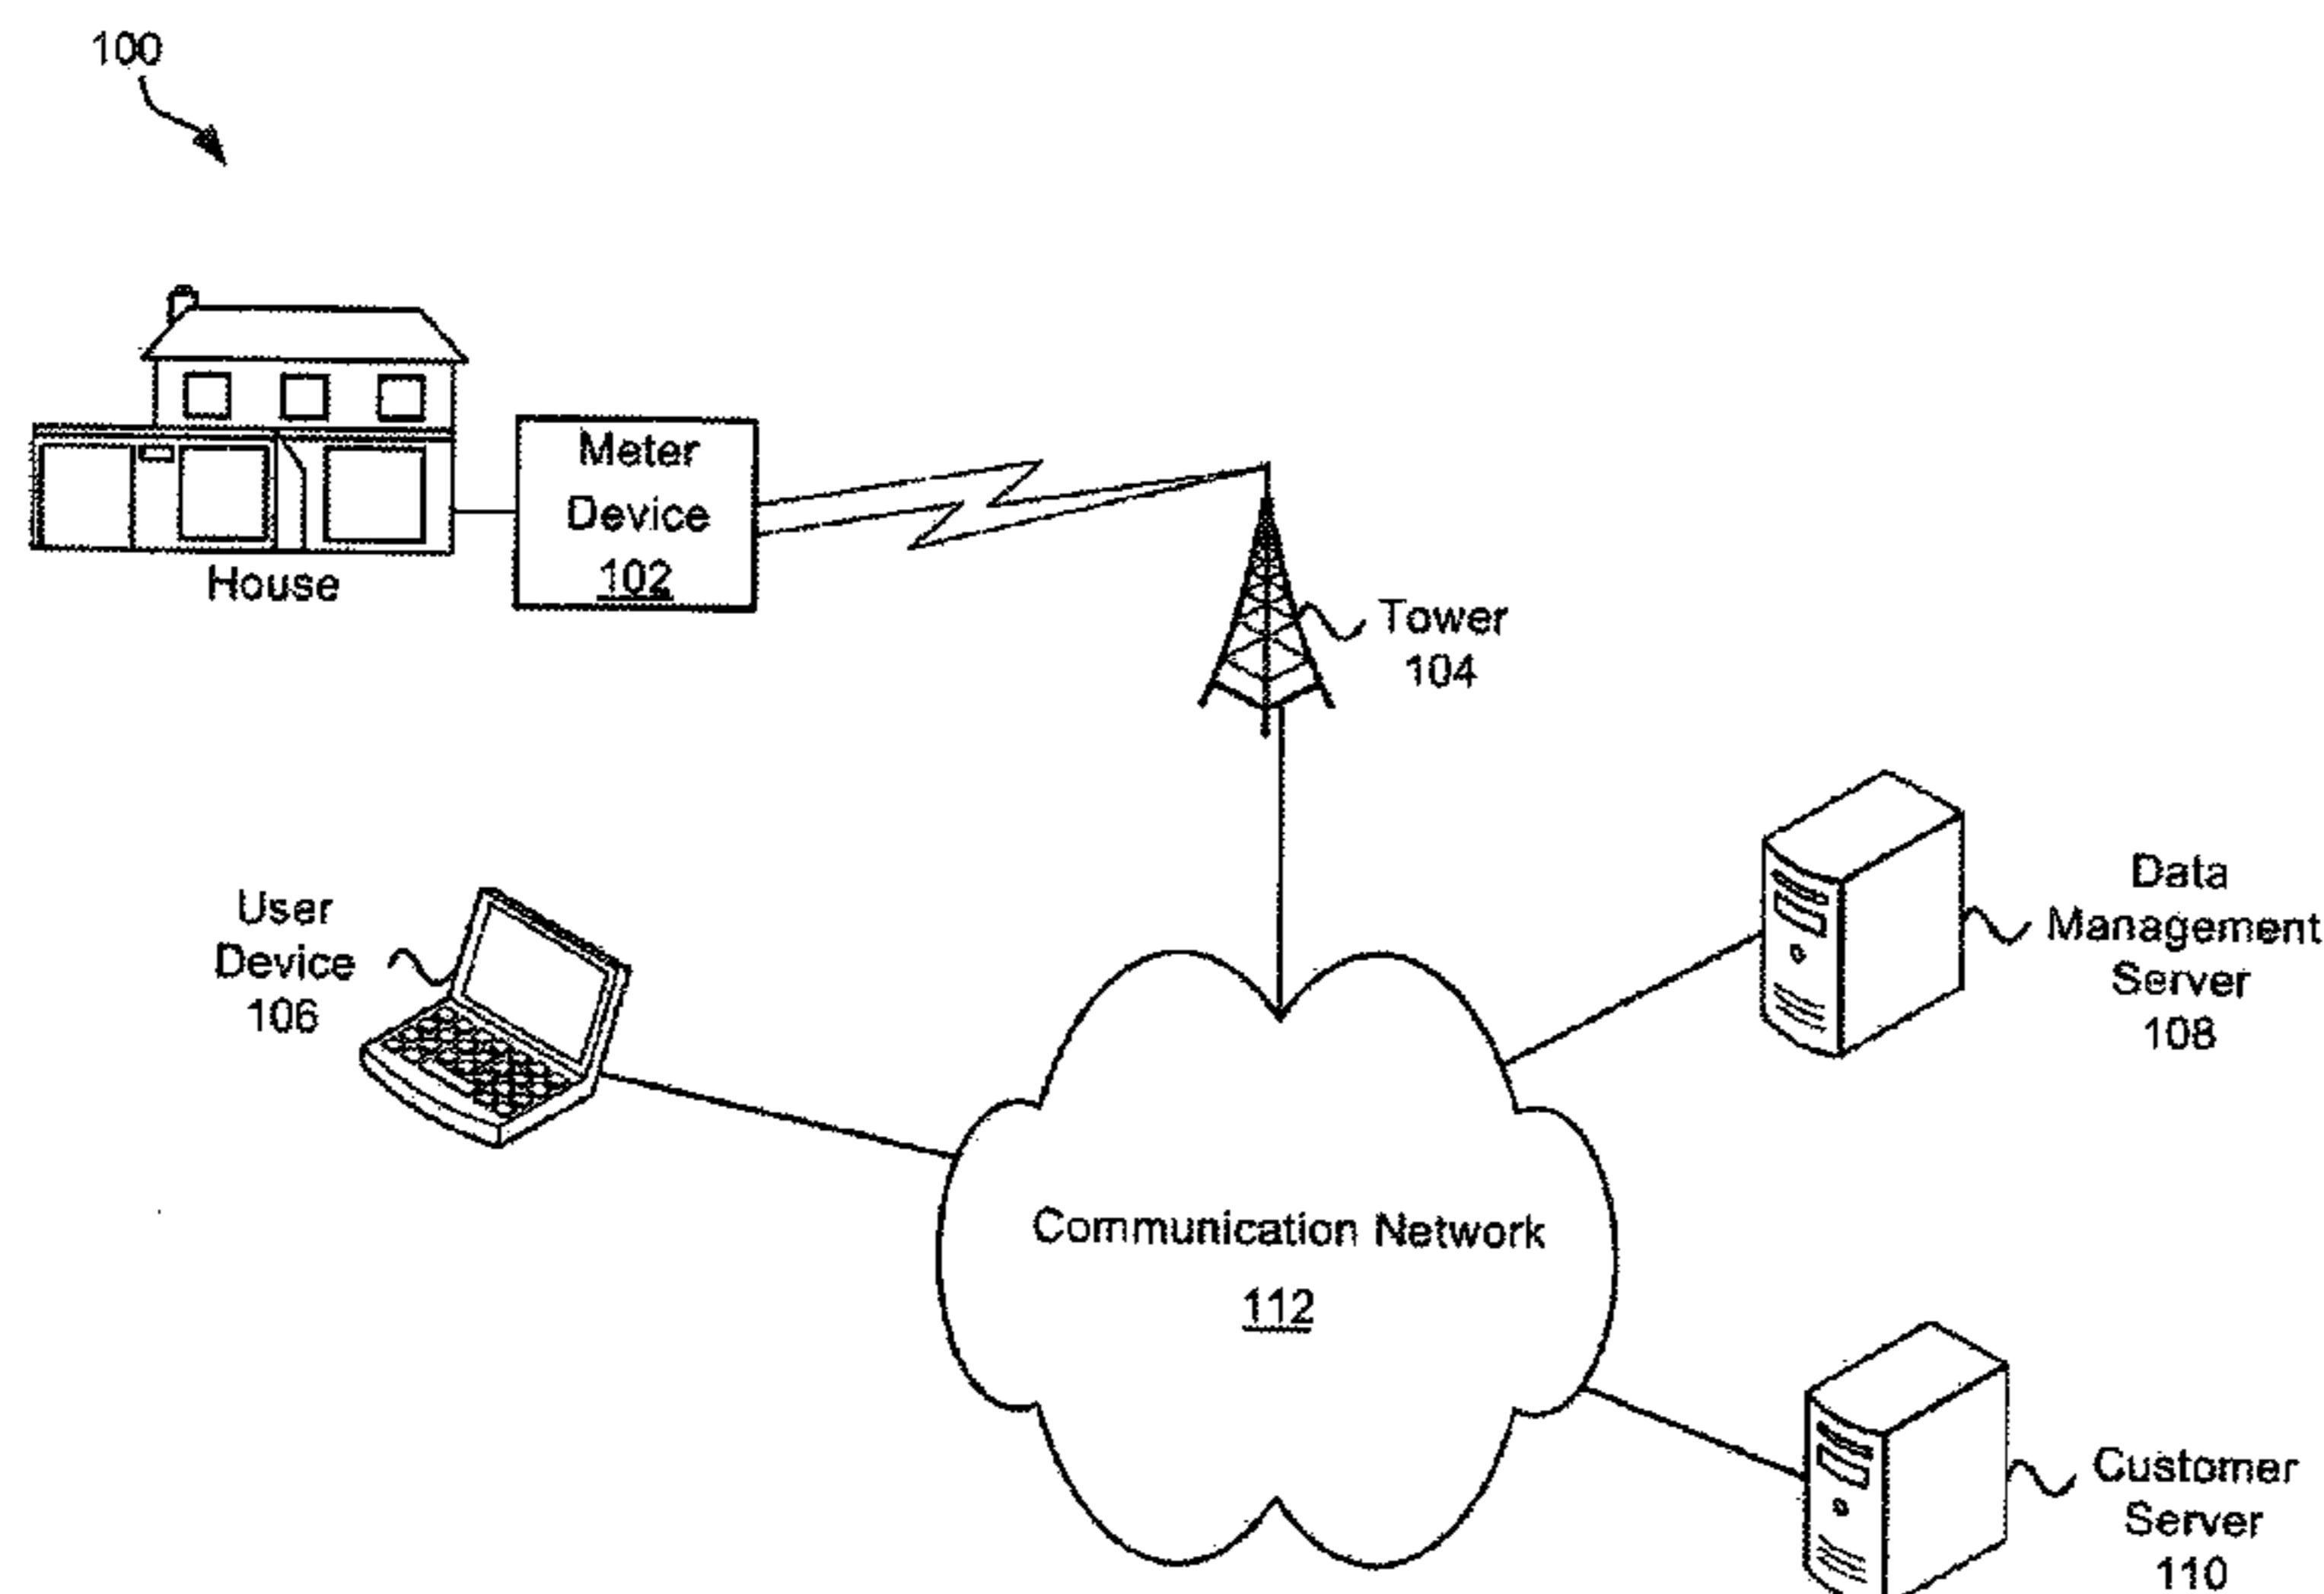 100
Meter
Device
102
House
Tower
104
User
Device
106
Data
Management
Server
108
Communication Network
112
Customer
Server
110